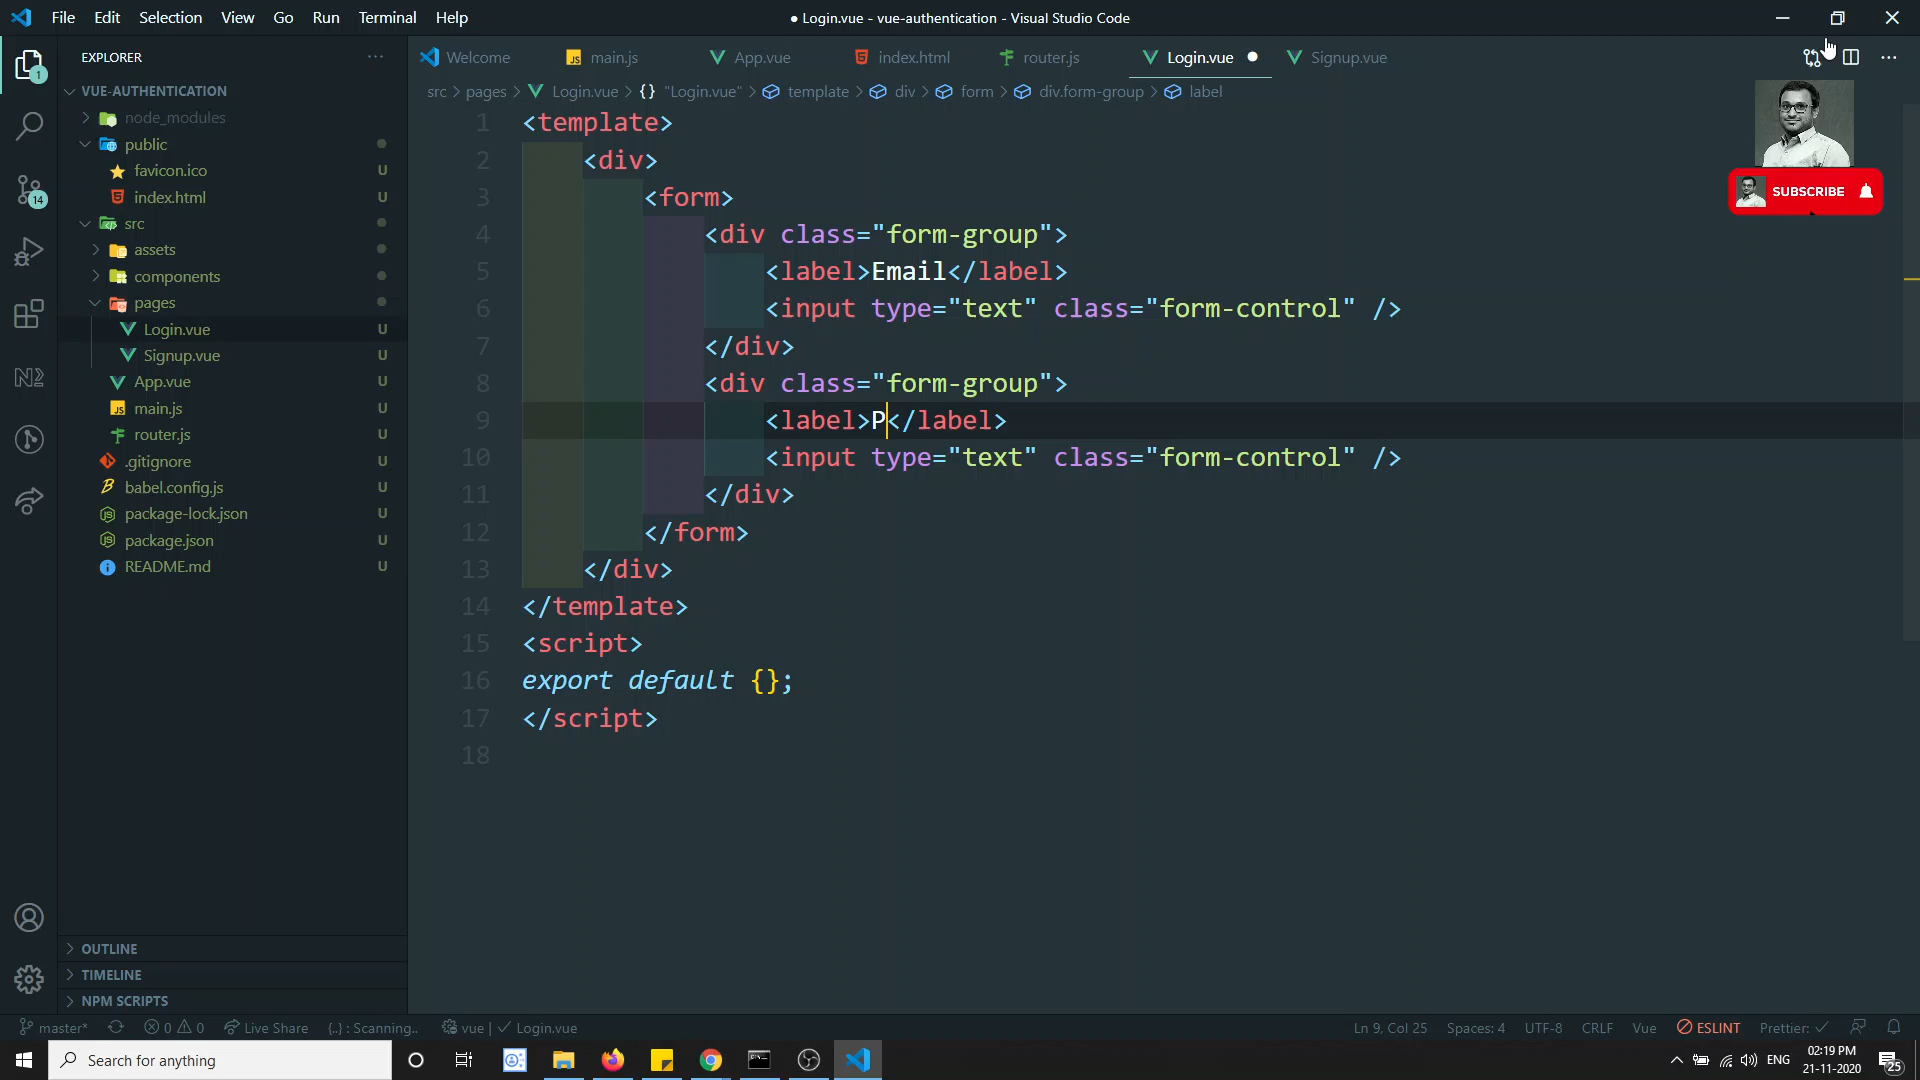 File Edit Selection View Go Run Terminal Help
● Login.vue - vue-authentication - Visual Studio Code
EXPLORER
Welcome main.js App.vue index.html router.js Login.vue ● Signup.vue
src > pages > Login.vue > {} "Login.vue" > template > div > form > div.form-group > label
VUE-AUTHENTICATION
node_modules
public
favicon.ico U
index.html U
src
assets
components
pages
Login.vue U
Signup.vue U
App.vue U
main.js U
router.js U
.gitignore U
babel.config.js U
package-lock.json U
package.json U
README.md U
1
14
OUTLINE
TIMELINE
NPM SCRIPTS
1 <template>
2 <div>
3 <form>
4 <div class="form-group">
5 <label>Email</label>
6 <input type="text" class="form-control" />
7 </div>
8 <div class="form-group">
9 <label>P</label>
10 <input type="text" class="form-control" />
11 </div>
12 </form>
13 </div>
14 </template>
15 <script>
16 export default {};
17 </script>
18
SUBSCRIBE
master* 0 0 Live Share {..} : Scanning.. vue | ✓ Login.vue
Ln 9, Col 25 Spaces: 4 UTF-8 CRLF Vue ESLINT Prettier: ✓
Search for anything
ENG
02:19 PM
21-11-2020
25